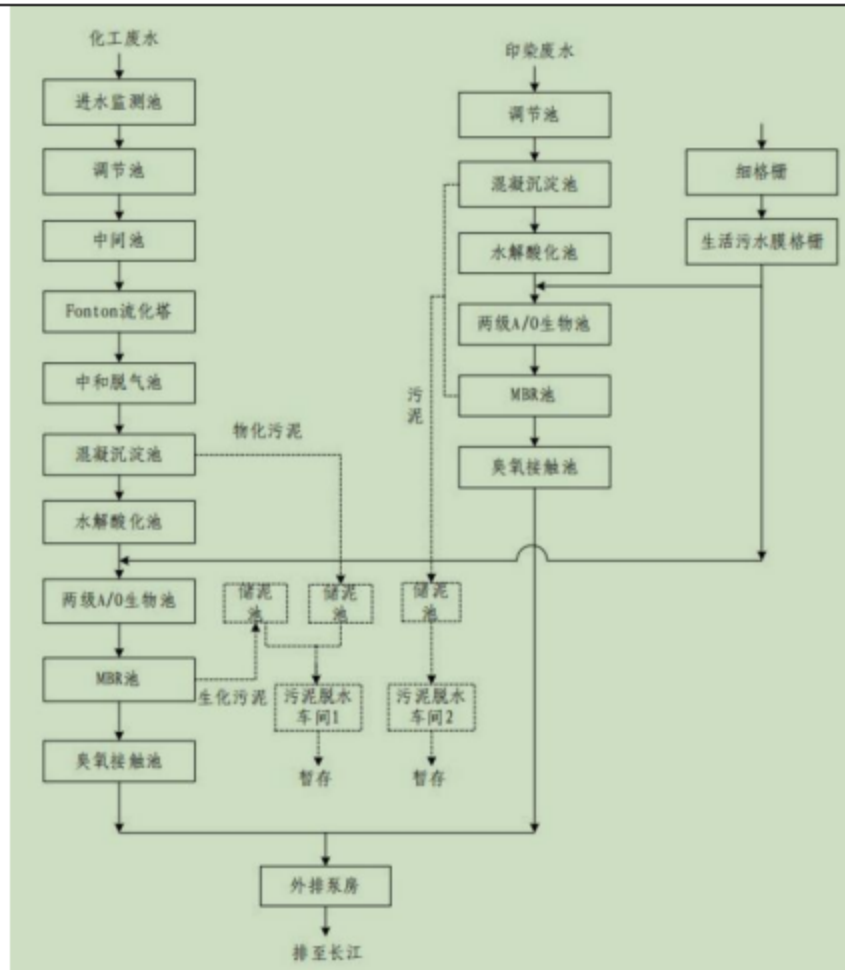 化工废水
进水监测池
调节池
中间池
Fonton流化塔
中和脱气池
混凝沉淀池
水解酸化池
两级A/O生物池
MBR池
臭氧接触池
物化污泥
生化污泥
储泥
池
储泥
池
污泥脱水
车间1
暂存
印染废水
调节池
混凝沉淀池
水解酸化池
两级A/O生物池
MBR池
臭氧接触池
污
泥
储泥
池
污泥脱水
车间2
暂存
细格栅
生活污水膜格栅
外排泵房
排至长江